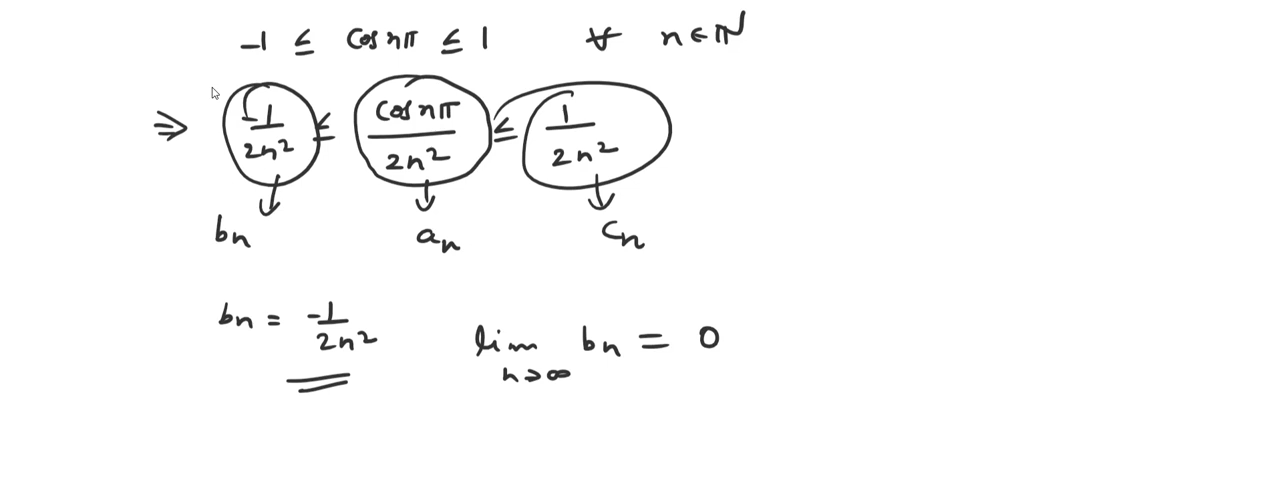 -1 ≤ cos nπ ≤ 1 ∀ n ∈ ℕ
⇒ -1/2n² ≤ cos nπ/2n² ≤ 1/2n²
bn an cn
bn = -1/2n² lim n→∞ bn = 0